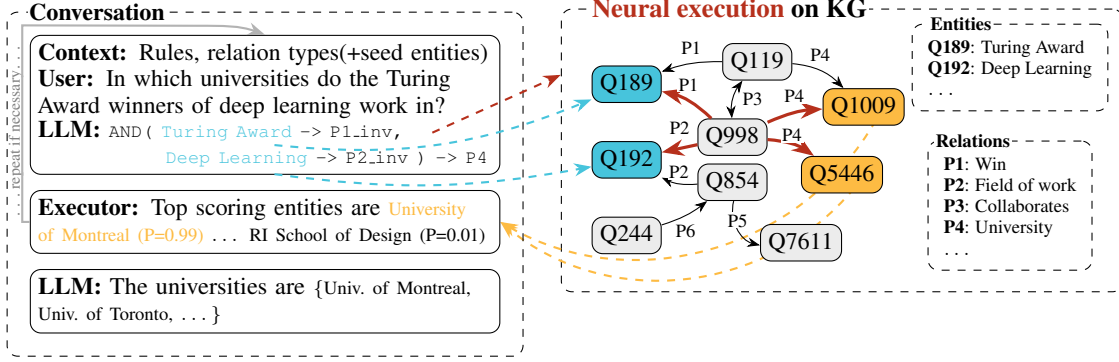 Conversation
... repeat if necessary ...
Context: Rules, relation types(+seed entities)
User: In which universities do the Turing
Award winners of deep learning work in?
LLM: AND( Turing Award -> P1_inv,
Deep Learning -> P2_inv ) -> P4
Executor: Top scoring entities are University
of Montreal (P=0.99) ... RI School of Design (P=0.01)
LLM: The universities are {Univ. of Montreal,
Univ. of Toronto, ... }
Neural execution on KG
P1
Q119
P4
Q189
P1
P3
P4
Q1009
P2
Q998
P4
Q192
P2
Q854
Q5446
P5
Q244
P6
Q7611
Entities
Q189: Turing Award
Q192: Deep Learning
...
Relations
P1: Win
P2: Field of work
P3: Collaborates
P4: University
...